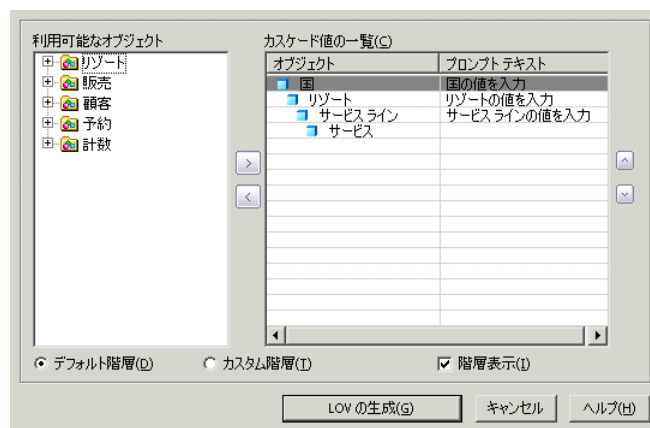 利用可能なオブジェクト
カスケード値の一覧(C)
リゾート
販売
顧客
予約
計数
オブジェクト プロンプト テキスト
国 国の値を入力
リゾート リゾートの値を入力
サービス ライン サービス ラインの値を入力
サービス
デフォルト階層(D) カスタム階層(T) 階層表示(I)
LOV の生成(G) キャンセル ヘルプ(H)